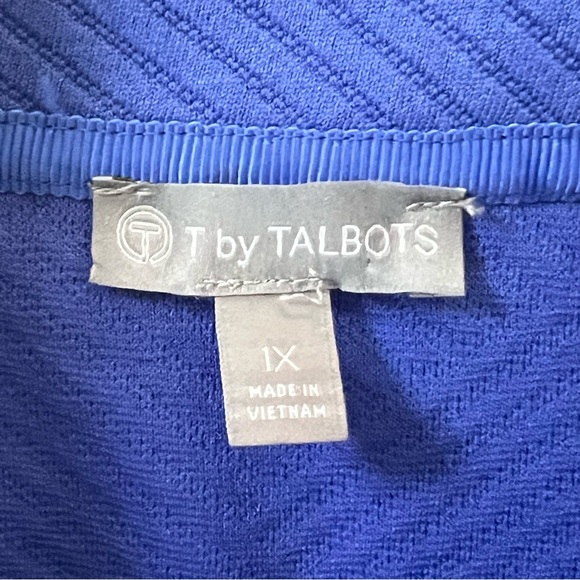 T T by TALBOTS
1X
MADE IN
VIETNAM